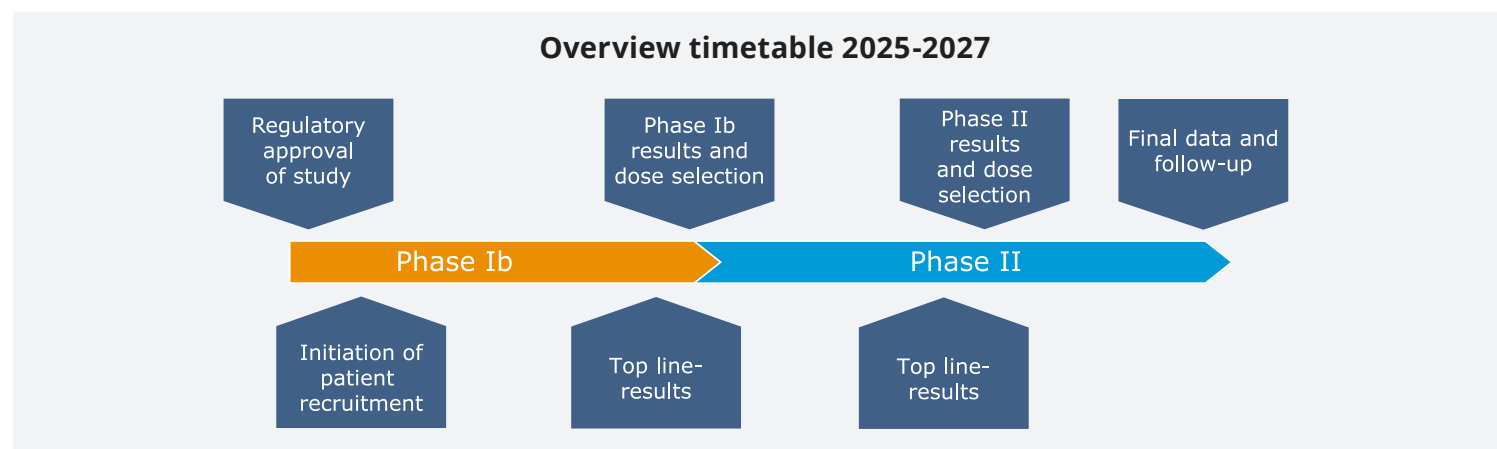 Overview timetable 2025-2027
Regulatory
approval
of study
Phase Ib
results and
dose selection
Phase II
results
and dose
selection
Final data and
follow-up
Phase Ib
Phase II
Initiation of
patient
recruitment
Top line-
results
Top line-
results